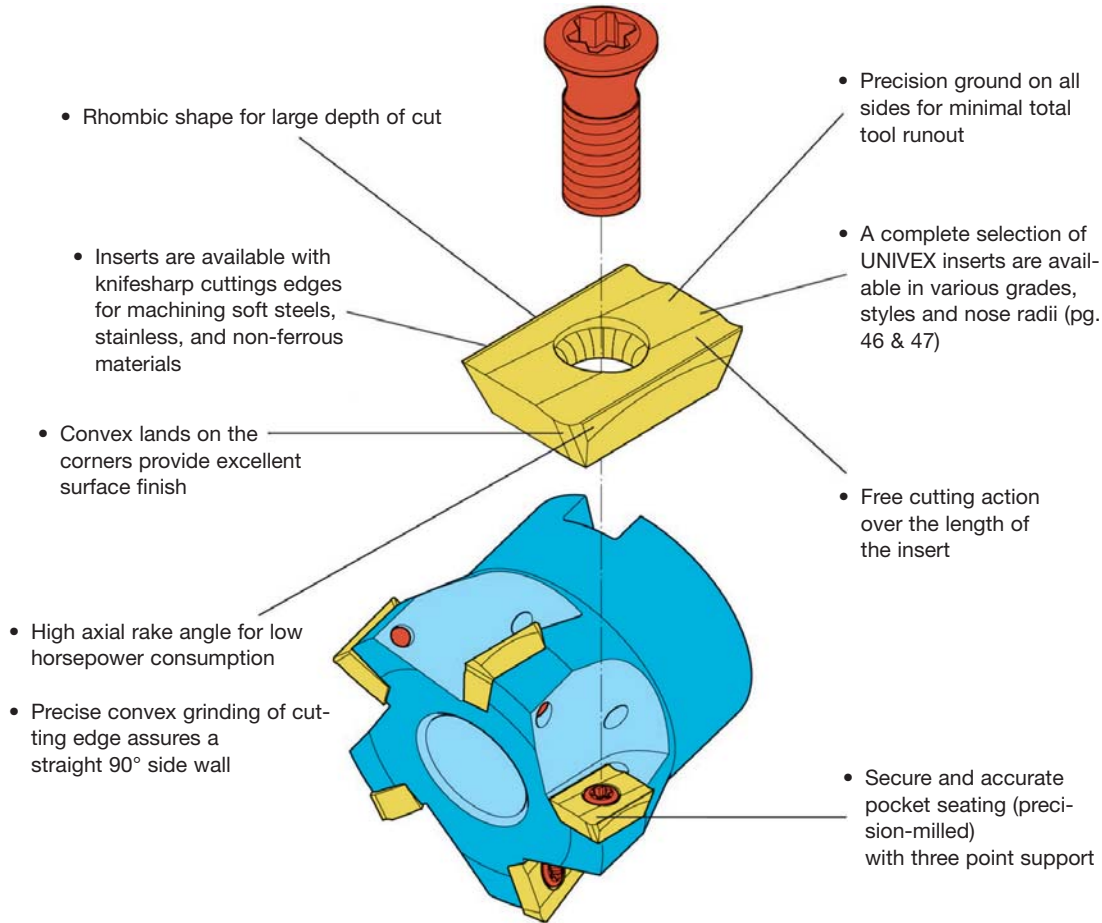 • Rhombic shape for large depth of cut
• Inserts are available with
knifesharp cuttings edges
for machining soft steels,
stainless, and non-ferrous
materials
• Convex lands on the
corners provide excellent
surface finish
• High axial rake angle for low
horsepower consumption
• Precise convex grinding of cut-
ting edge assures a
straight 90° side wall
• Precision ground on all
sides for minimal total
tool runout
• A complete selection of
UNIVEX inserts are avail-
able in various grades,
styles and nose radii (pg.
46 & 47)
• Free cutting action
over the length of
the insert
• Secure and accurate
pocket seating (preci-
sion-milled)
with three point support